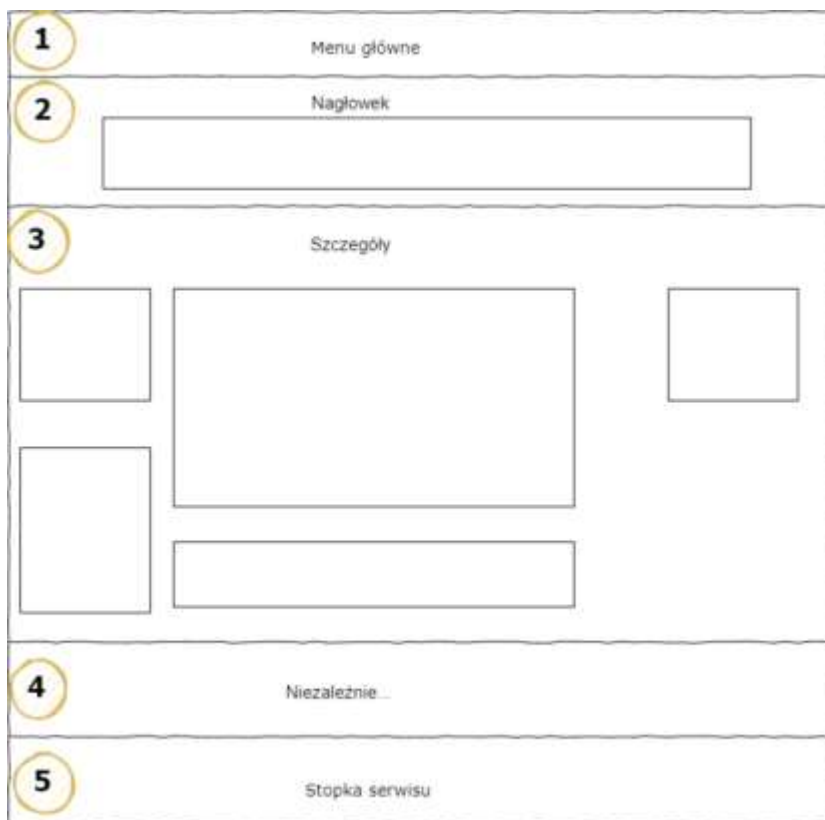 1
Menu główne
2
Nagłowek
3
Szczegóły
4
Niezależnie...
5
Stopka serwisu